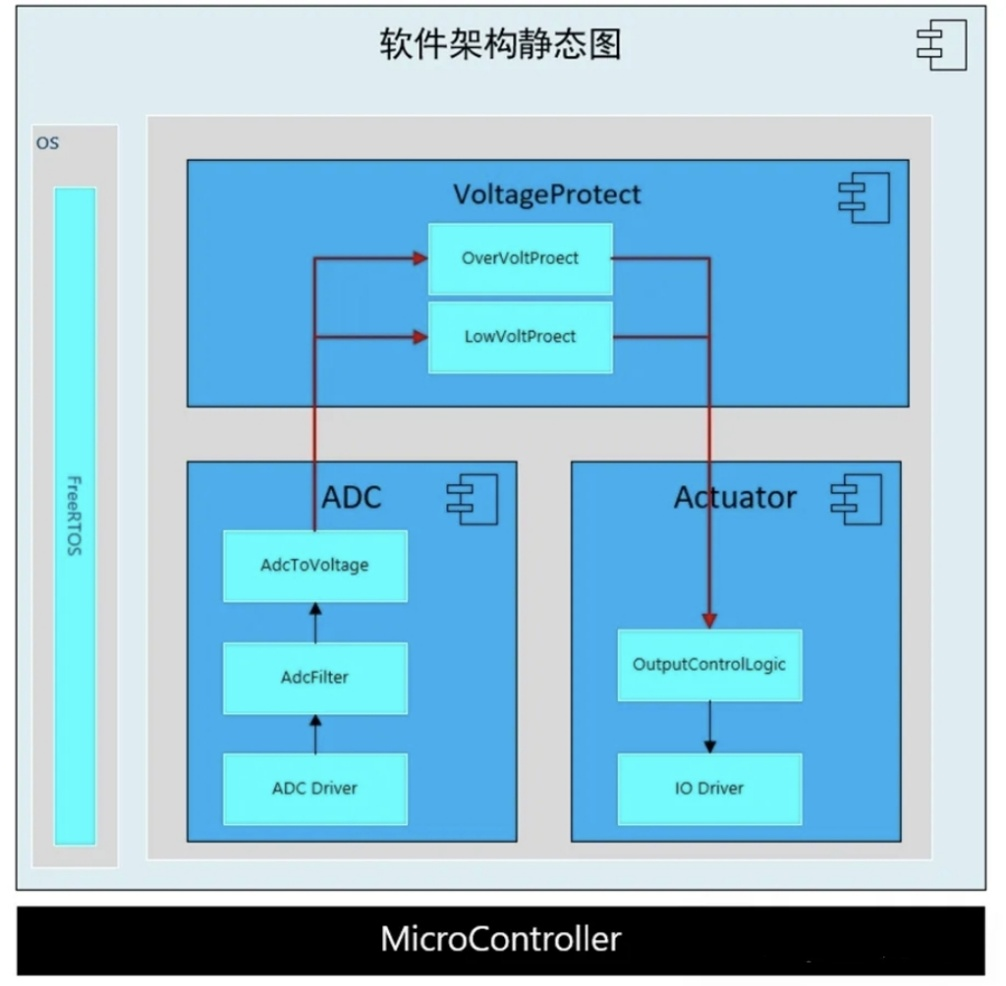 软件架构静态图
OS
FreeRTOS
VoltageProtect
OverVoltProect
LowVoltProect
ADC
AdcToVoltage
AdcFilter
ADC Driver
Actuator
OutputControlLogic
IO Driver
MicroController